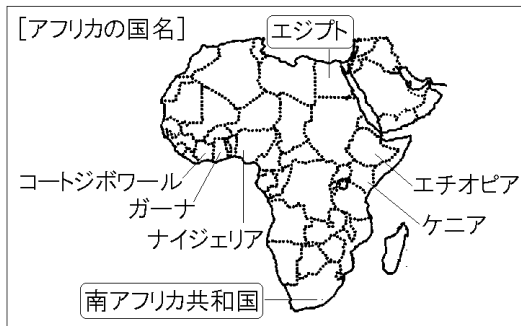 [アフリカの国名]
エジプト
コートジボワール
ガーナ
ナイジェリア
エチオピア
ケニア
南アフリカ共和国